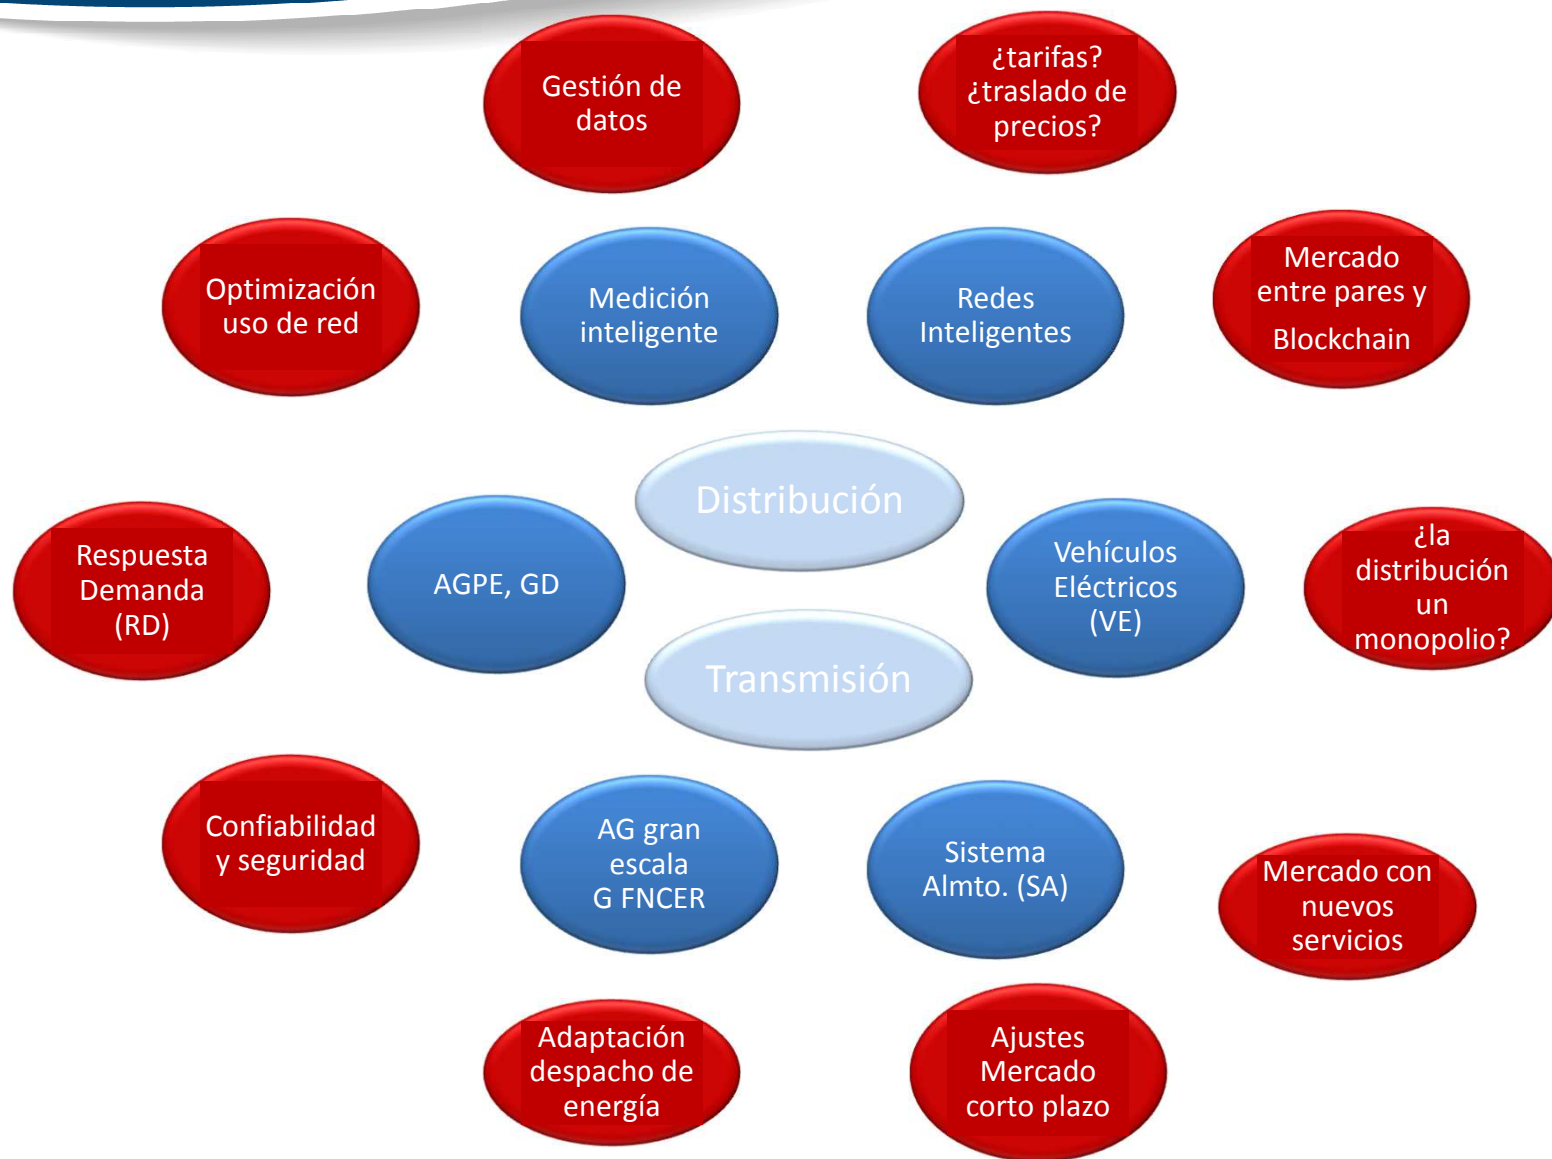 Gestión de
datos
¿tarifas?
¿traslado de
precios?
Optimización
uso de red
Medición
inteligente
Redes
Inteligentes
Mercado
entre pares y
Blockchain
Distribución
Respuesta
Demanda
(RD)
AGPE, GD
Vehículos
Eléctricos
(VE)
¿la
distribución
un
monopolio?
Transmisión
Confiabilidad
y seguridad
AG gran
escala
G FNCER
Sistema
Almto. (SA)
Mercado con
nuevos
servicios
Adaptación
despacho de
energía
Ajustes
Mercado
corto plazo